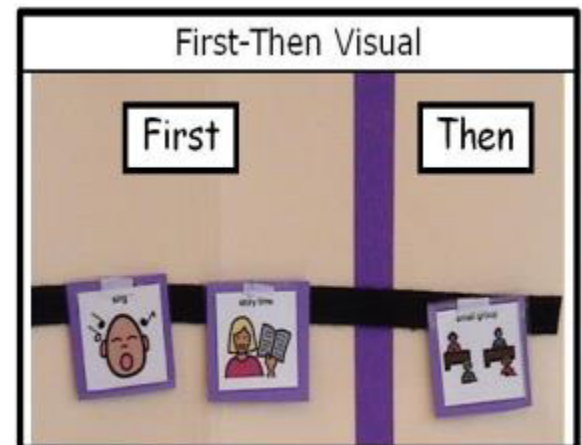 First-Then Visual
First
Then
sing
story time
small group